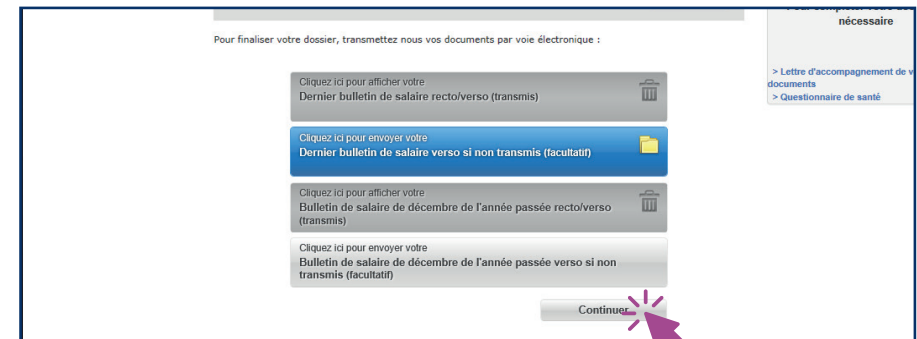 nécessaire
Pour finaliser votre dossier, transmettez nous vos documents par voie électronique :
> Lettre d'accompagnement de v
documents
> Questionnaire de santé
Cliquez ici pour afficher votre
Dernier bulletin de salaire recto/verso (transmis)
Cliquez ici pour envoyer votre
Dernier bulletin de salaire verso si non transmis (facultatif)
Cliquez ici pour afficher votre
Bulletin de salaire de décembre de l'année passée recto/verso
(transmis)
Cliquez ici pour envoyer votre
Bulletin de salaire de décembre de l'année passée verso si non
transmis (facultatif)
Continuer